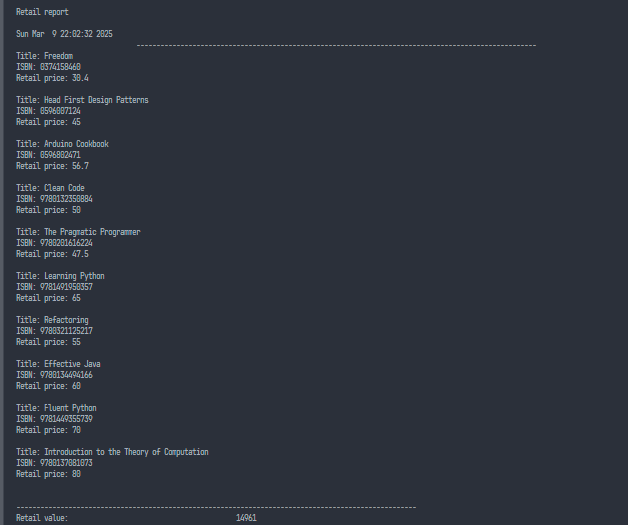 Retail report
Sun Mar  9 22:02:32 2025
Title: Freedom
ISBN: 0374158460
Retail price: 30.4
Title: Head First Design Patterns
ISBN: 0596007124
Retail price: 45
Title: Arduino Cookbook
ISBN: 0596802471
Retail price: 56.7
Title: Clean Code
ISBN: 9780132350884
Retail price: 50
Title: The Pragmatic Programmer
ISBN: 9780201616224
Retail price: 47.5
Title: Learning Python
ISBN: 9781491950357
Retail price: 65
Title: Refactoring
ISBN: 9780321125217
Retail price: 55
Title: Effective Java
ISBN: 9780134494166
Retail price: 60
Title: Fluent Python
ISBN: 9781449355739
Retail price: 70
Title: Introduction to the Theory of Computation
ISBN: 9780137081073
Retail price: 80
Retail value: 14961